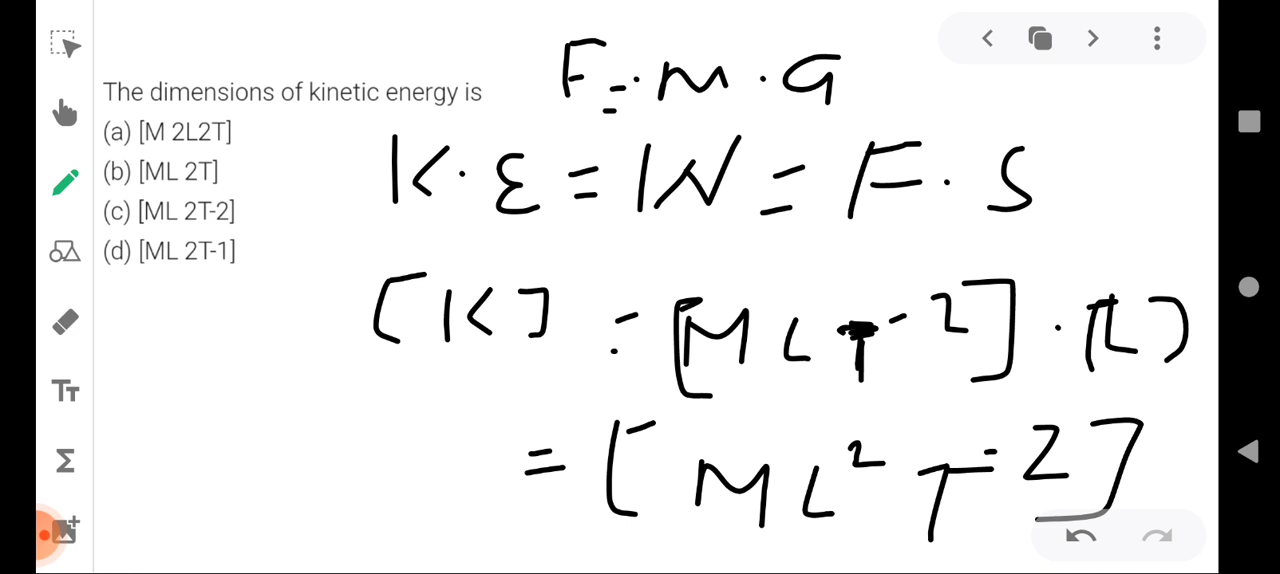 F = m . a
The dimensions of kinetic energy is
(a) [M 2L2T]
(b) [ML 2T]
(c) [ML 2T-2]
(d) [ML 2T-1]
K . E = W = F . S
[K] = [MLT-2] . [L]
= [ML²T-2]